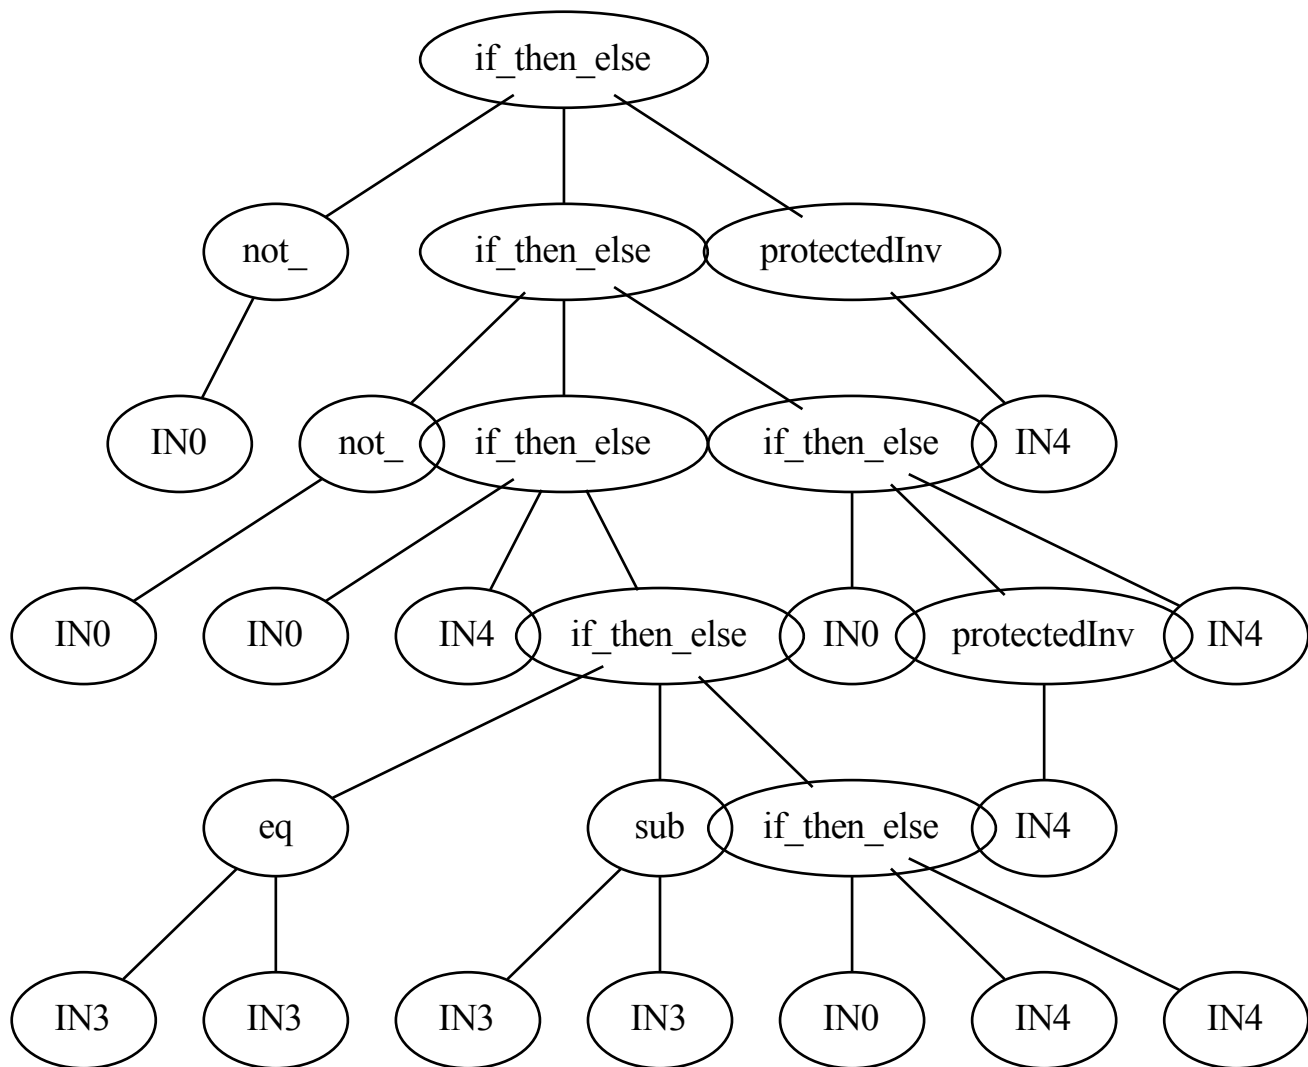 if_then_else
not_ if_then_else protectedInv
IN0 not_ if_then_else if_then_else IN4
IN0 IN0 IN4 if_then_else IN0 protectedInv IN4
eq sub if_then_else IN4
IN3 IN3 IN3 IN3 IN0 IN4 IN4